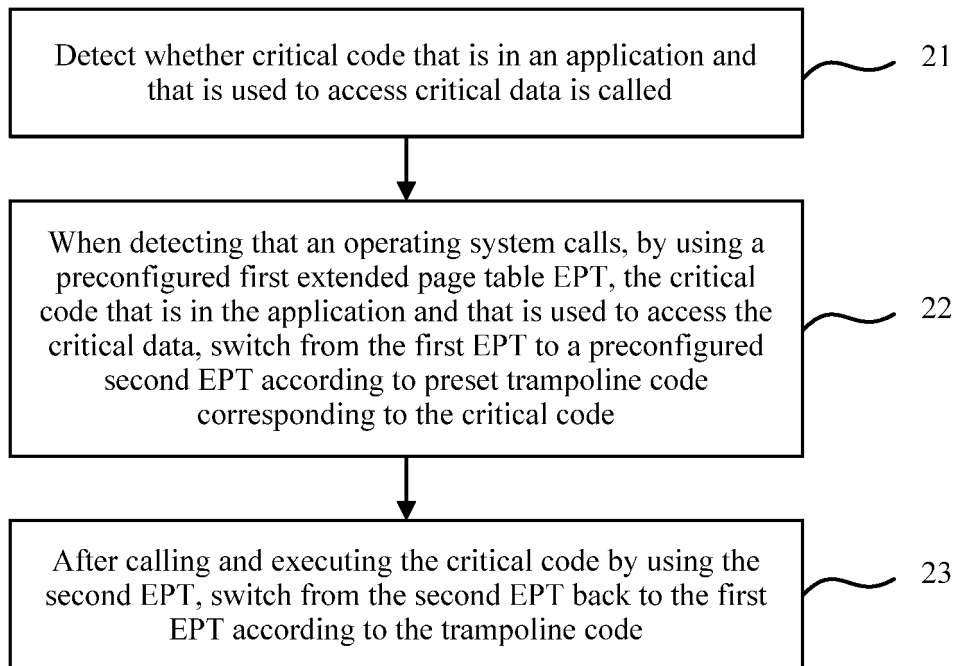 Detect whether critical code that is in an application and
that is used to access critical data is called
21
When detecting that an operating system calls, by using a
preconfigured first extended page table EPT, the critical
code that is in the application and that is used to access the
critical data, switch from the first EPT to a preconfigured
second EPT according to preset trampoline code
corresponding to the critical code
22
After calling and executing the critical code by using the
second EPT, switch from the second EPT back to the first
EPT according to the trampoline code
23